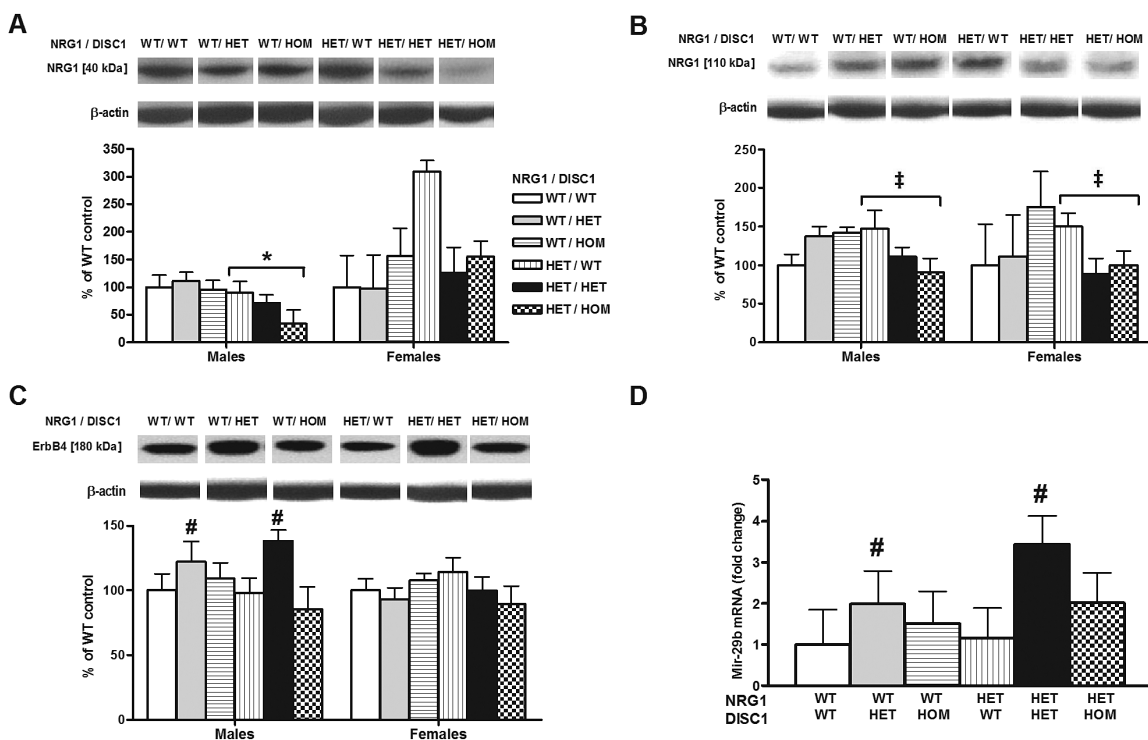 A
NRG1 / DISC1 WT/ WT WT/ HET WT/ HOM HET/ WT HET/ HET HET/ HOM
NRG1 [40 kDa]
β-actin
% of WT control
350
300
250
200
150
100
50
0
*
Males Females
NRG1 / DISC1
WT / WT
WT / HET
WT / HOM
HET / WT
HET / HET
HET / HOM
B
NRG1 / DISC1 WT/ WT WT/ HET WT/ HOM HET/ WT HET/ HET HET/ HOM
NRG1 [110 kDa]
β-actin
% of WT control
250
200
150
100
50
0
‡ ‡
Males Females
C
NRG1 / DISC1 WT/ WT WT/ HET WT/ HOM HET/ WT HET/ HET HET/ HOM
ErbB4 [180 kDa]
β-actin
% of WT control
150
100
50
0
# #
Males Females
D
Mir-29b mRNA (fold change)
5
4
3
2
1
0
# #
NRG1 WT WT WT HET HET HET
DISC1 WT HET HOM WT HET HOM